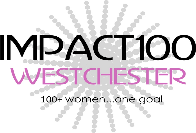 IMPACT100
WESTCHESTER
100+ women...one goal